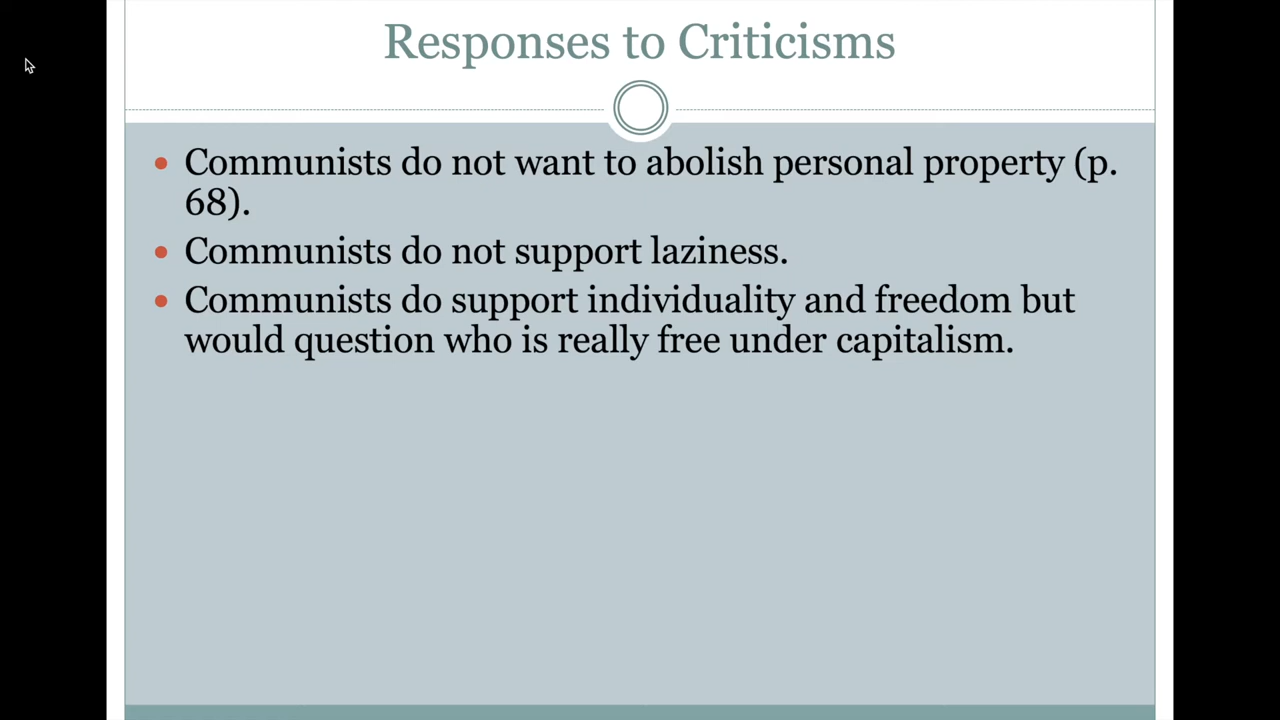 Responses to Criticisms
• Communists do not want to abolish personal property (p.
68).
• Communists do not support laziness.
• Communists do support individuality and freedom but
would question who is really free under capitalism.